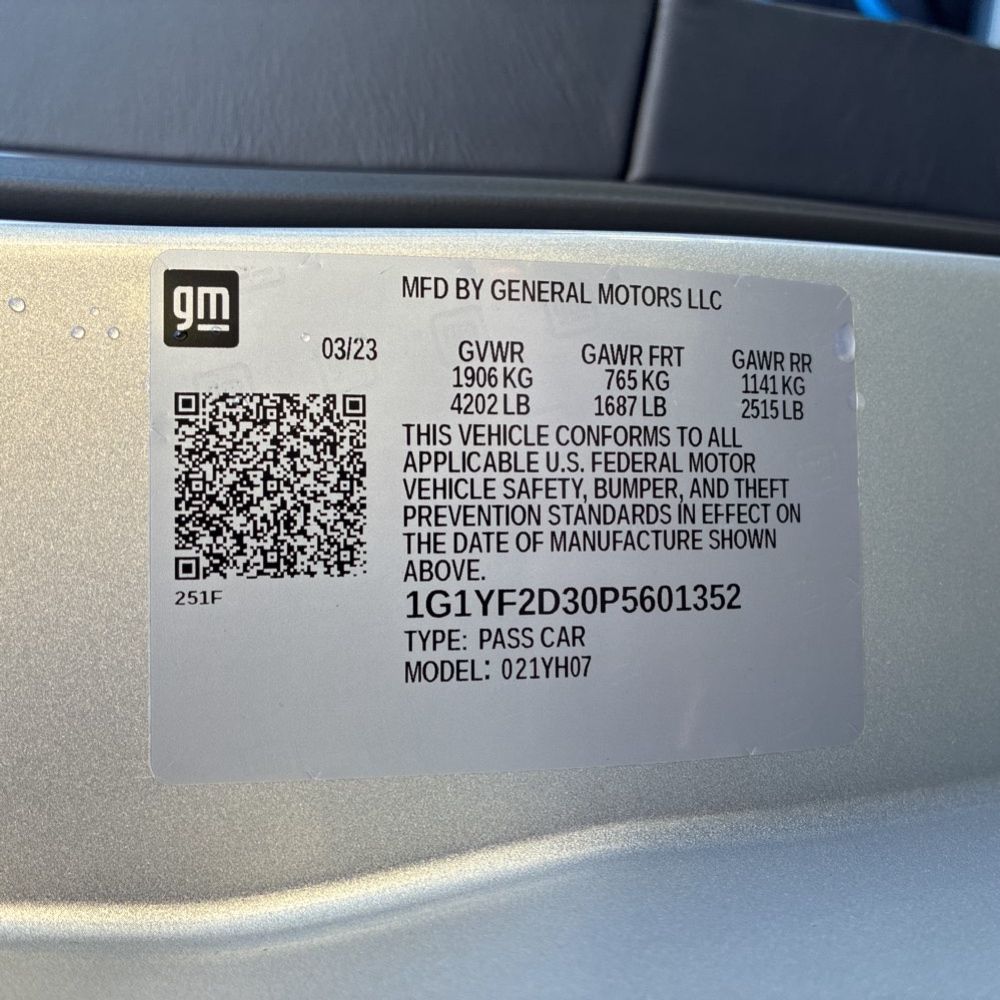 gm
MFD BY GENERAL MOTORS LLC
03/23 GVWR GAWR FRT GAWR RR
1906 KG 765 KG 1141 KG
4202 LB 1687 LB 2515 LB
THIS VEHICLE CONFORMS TO ALL
APPLICABLE U.S. FEDERAL MOTOR
VEHICLE SAFETY, BUMPER, AND THEFT
PREVENTION STANDARDS IN EFFECT ON
THE DATE OF MANUFACTURE SHOWN
ABOVE.
251F
1G1YF2D30P5601352
TYPE: PASS CAR
MODEL: 021YH07